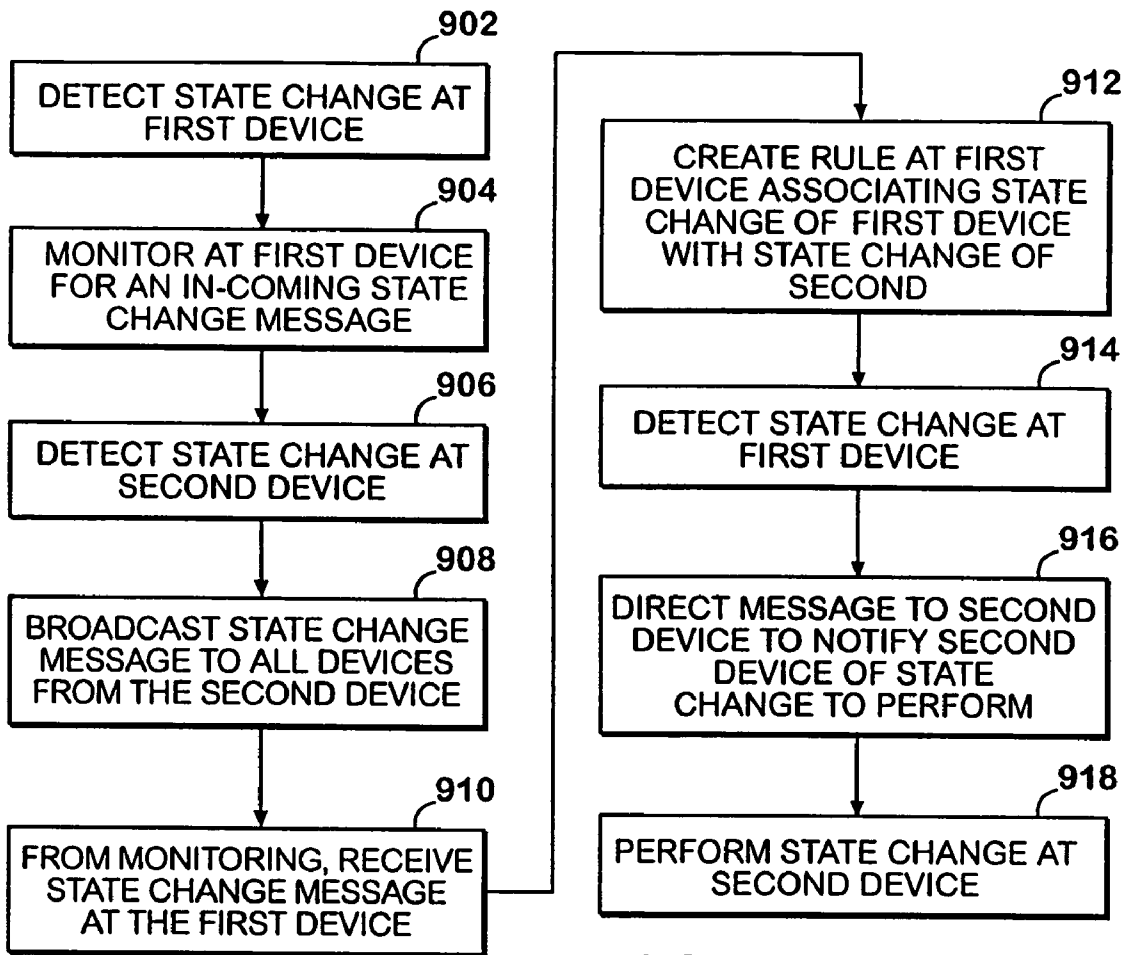 902
DETECT STATE CHANGE AT
FIRST DEVICE
904
MONITOR AT FIRST DEVICE
FOR AN IN-COMING STATE
CHANGE MESSAGE
906
DETECT STATE CHANGE AT
SECOND DEVICE
908
BROADCAST STATE CHANGE
MESSAGE TO ALL DEVICES
FROM THE SECOND DEVICE
910
FROM MONITORING, RECEIVE
STATE CHANGE MESSAGE
AT THE FIRST DEVICE
912
CREATE RULE AT FIRST
DEVICE ASSOCIATING STATE
CHANGE OF FIRST DEVICE
WITH STATE CHANGE OF
SECOND
914
DETECT STATE CHANGE AT
FIRST DEVICE
916
DIRECT MESSAGE TO SECOND
DEVICE TO NOTIFY SECOND
DEVICE OF STATE
CHANGE TO PERFORM
918
PERFORM STATE CHANGE AT
SECOND DEVICE